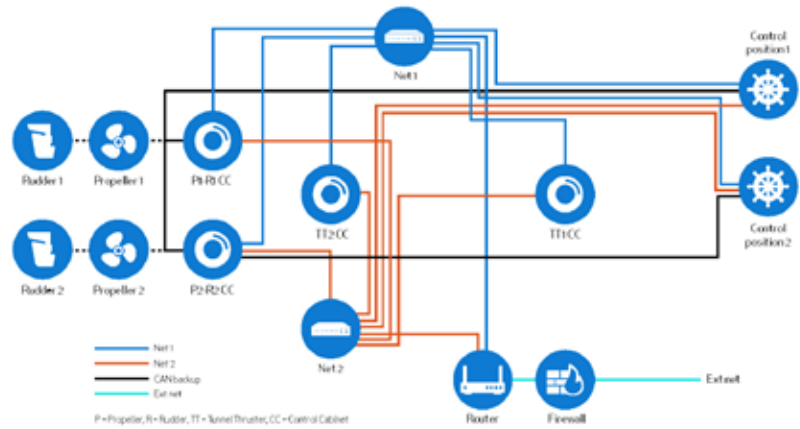 Net 1
Control
position 1
Rudder 1
Propeller 1
P1-R1 CC
TT2 CC
TT1 CC
Control
position 2
Rudder 2
Propeller 2
P2-R2 CC
Net 2
Net 1
Net 2
CAN backup
Ext net
Router
Firewall
Ext net
P = Propeller, R = Rudder, TT = Tunnel Thruster, CC = Control Cabinet